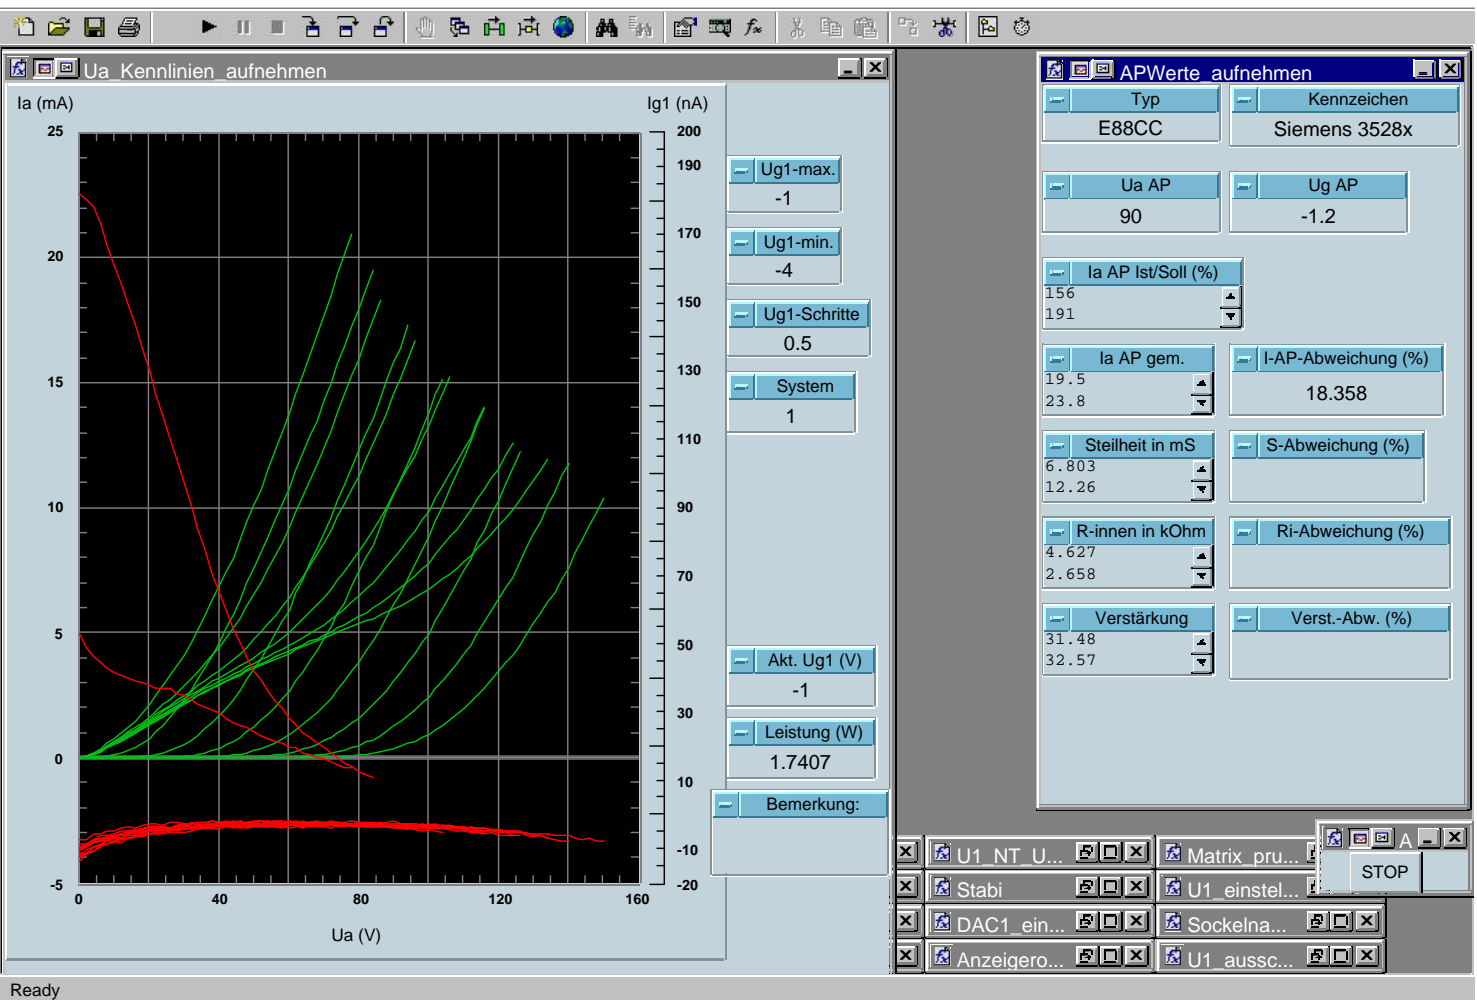 Ua_Kennlinien_aufnehmen
Ia (mA)
Ig1 (nA)
25
20
15
10
5
0
-5
200
190
170
150
130
110
90
70
50
30
10
-10
-20
0
40
80
120
160
Ua (V)
Ug1-max.
-1
Ug1-min.
-4
Ug1-Schritte
0.5
System
1
Akt. Ug1 (V)
-1
Leistung (W)
1.7407
Bemerkung:
APWerte_aufnehmen
Typ
E88CC
Kennzeichen
Siemens 3528x
Ua AP
90
Ug AP
-1.2
Ia AP Ist/Soll (%)
156
191
Ia AP gem.
19.5
23.8
I-AP-Abweichung (%)
18.358
Steilheit in mS
6.803
12.26
S-Abweichung (%)
R-innen in kOhm
4.627
2.658
Ri-Abweichung (%)
Verstärkung
31.48
32.57
Verst.-Abw. (%)
A
STOP
U1_NT_U...
Matrix_pru...
Stabi
U1_einstel...
DAC1_ein...
Sockelna...
Anzeigero...
U1_aussc...
Ready